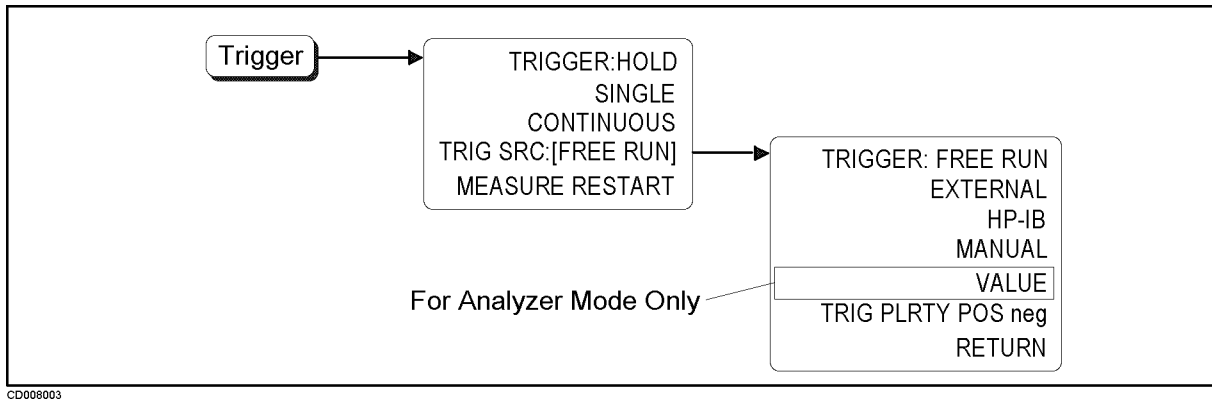 Trigger
TRIGGER:HOLD
SINGLE
CONTINUOUS
TRIG SRC:[FREE RUN]
MEASURE RESTART
TRIGGER: FREE RUN
EXTERNAL
HP-IB
MANUAL
VALUE
TRIG PLRTY POS neg
RETURN
For Analyzer Mode Only
CD008003